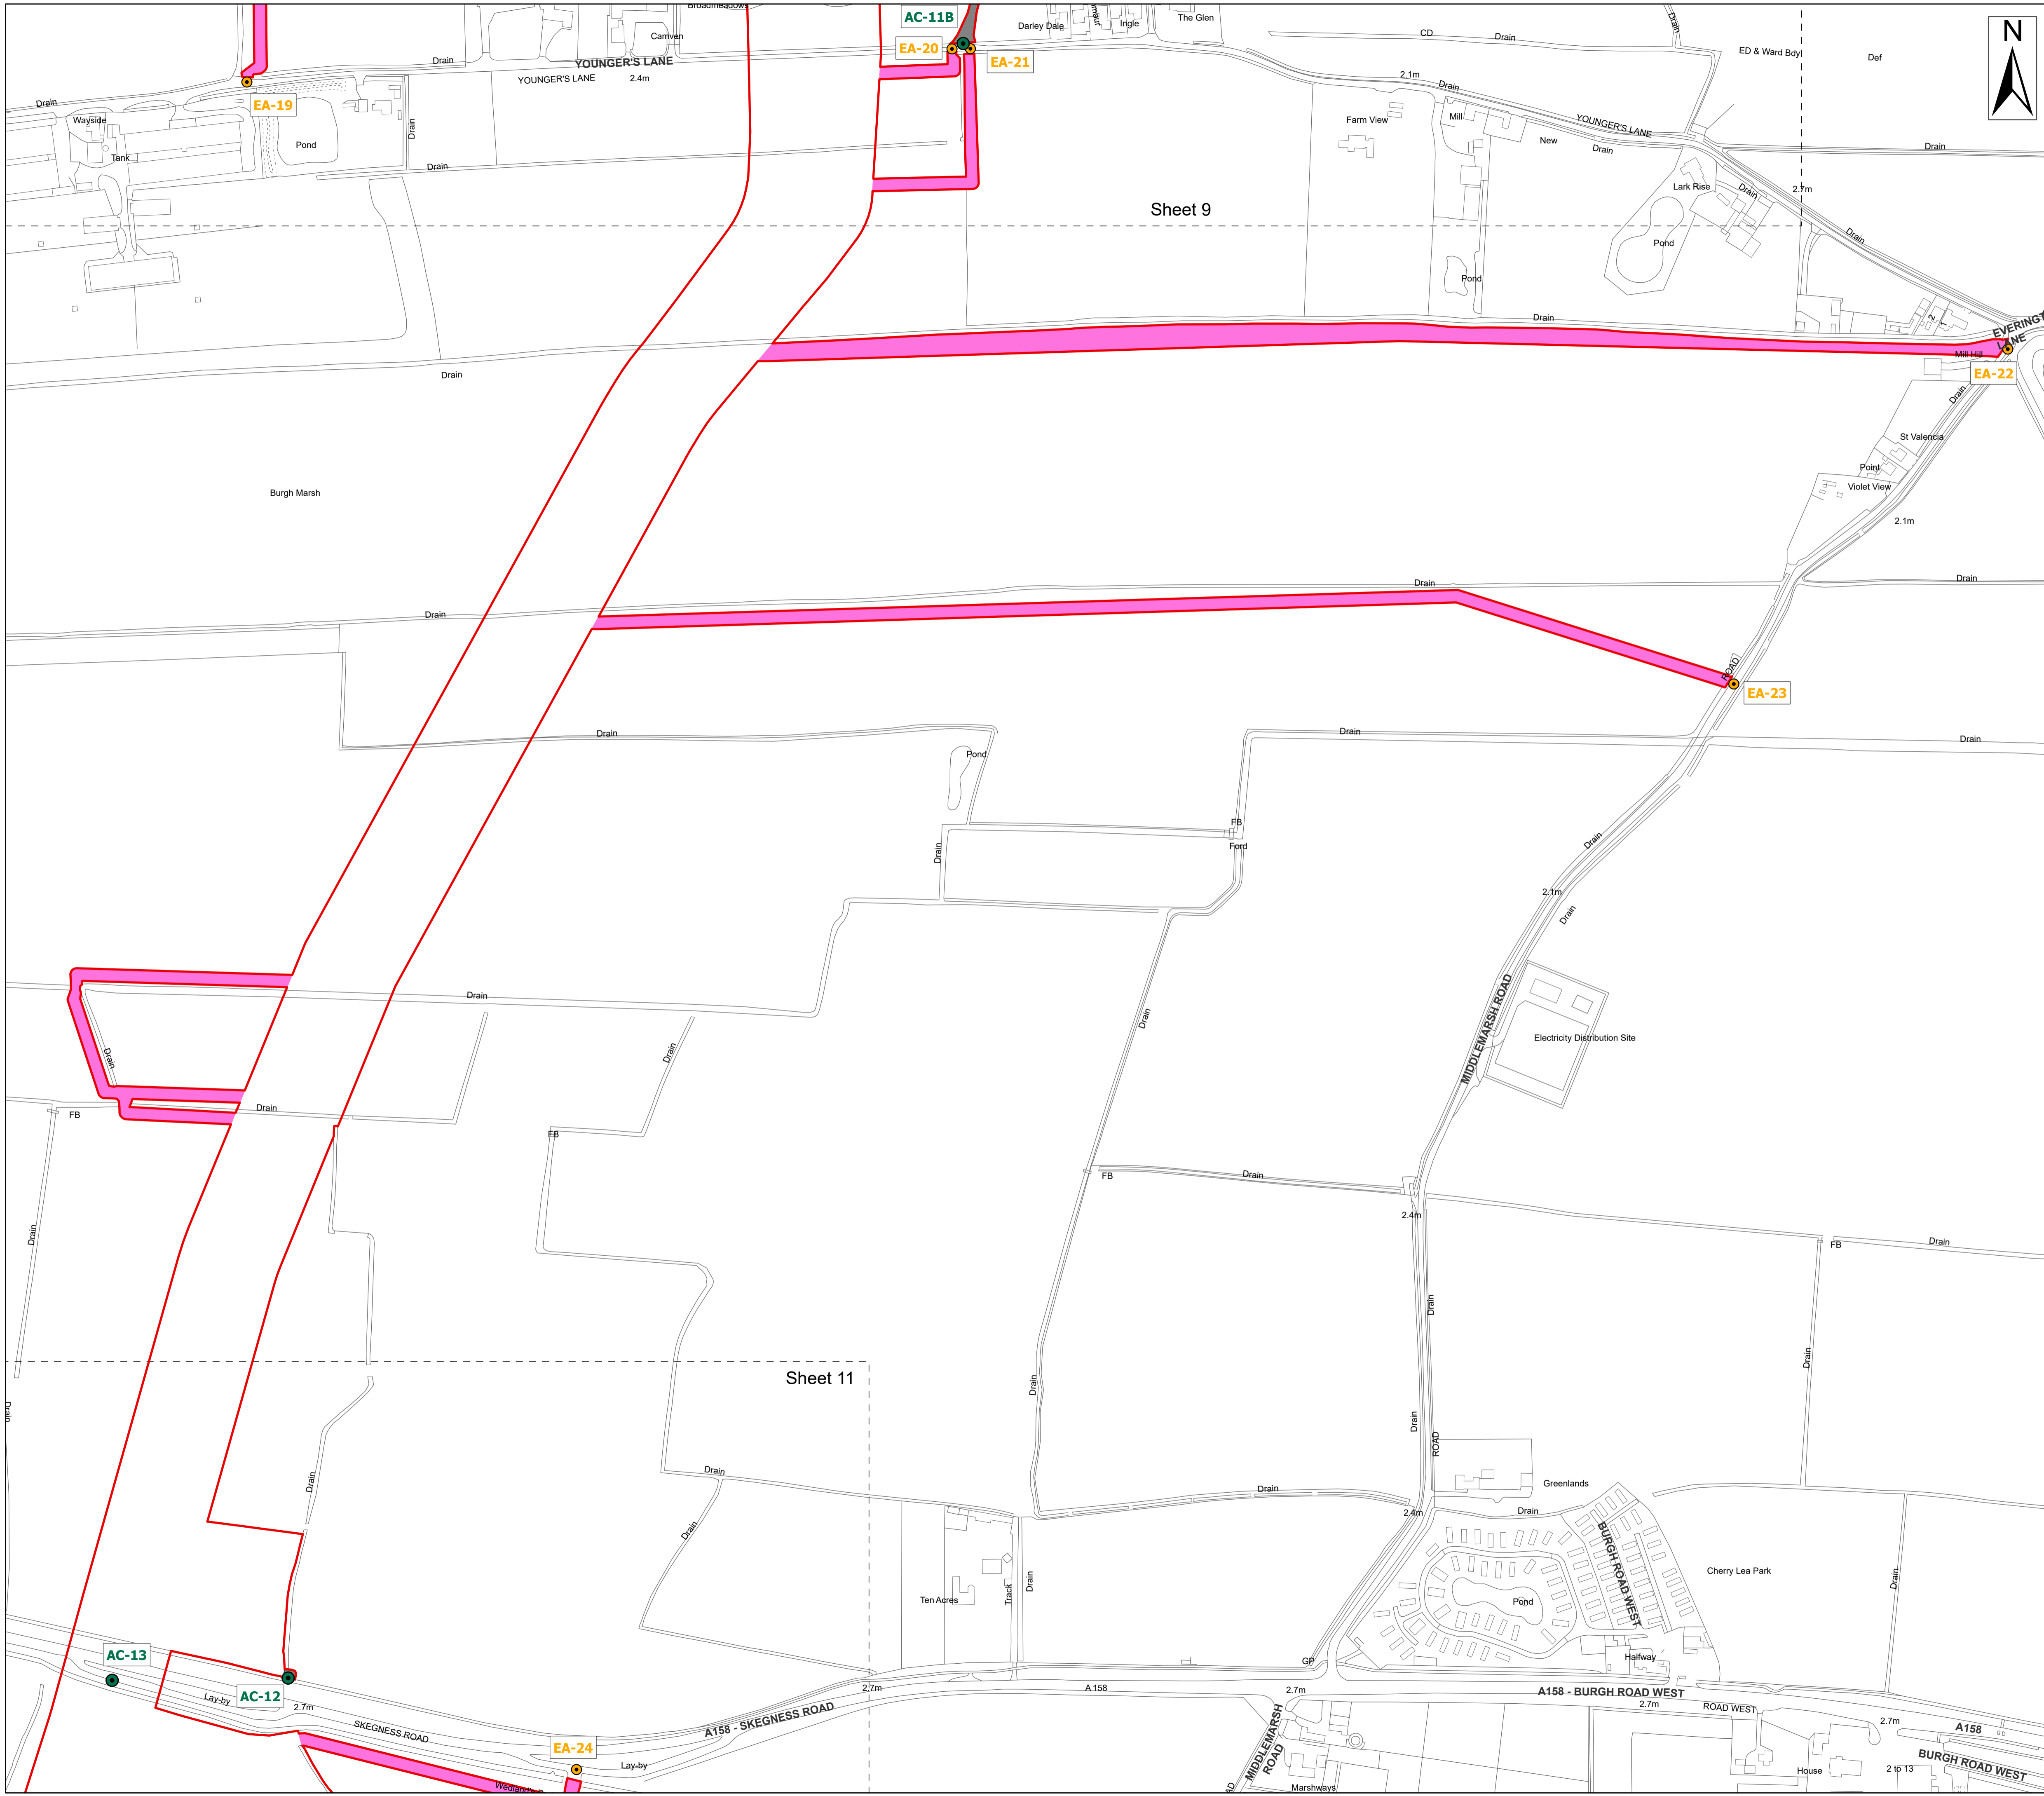 Broadmeadows
AC-11B
Darley Dale
Ingle
The Glen
Drain
N
Camven
EA-20
EA-21
CD
Drain
ED & Ward Bdy
Def
Drain
YOUNGER'S LANE
YOUNGER'S LANE
2.4m
2.1m
Drain
EA-19
Drain
Wayside
Tank
Pond
Drain
Drain
Farm View
Mill
New
YOUNGER'S LANE
Drain
Drain
Lark Rise
Drain
2.7m
Sheet 9
Pond
Drain
Pond
Drain
2
1
EVERINGT
LANE
Mill Hill
EA-22
Drain
Drain
St Valencia
Point
Violet View
Burgh Marsh
2.1m
Drain
Drain
Drain
ROAD
EA-23
Drain
Drain
Drain
Pond
FB
Ford
Drain
Drain
2.1m
Drain
MIDDLEMARSH ROAD
Drain
Drain
Electricity Distribution Site
Drain
Drain
Drain
FB
FB
FB
Drain
2.4m
Drain
FB
Drain
Drain
Drain
Drain
Sheet 11
Drain
Drain
Drain
ROAD
Drain
Drain
Drain
Greenlands
Drain
2.4m
Drain
BURGH ROAD WEST
Cherry Lea Park
Drain
Ten Acres
Track
Drain
Pond
Halfway
GP
AC-13
AC-12
Lay-by
2.7m
SKEGNESS ROAD
A158 - SKEGNESS ROAD
2.7m
A 158
2.7m
A158 - BURGH ROAD WEST
2.7m
ROAD WEST
2.7m
A158
BURGH ROAD WEST
EA-24
Lay-by
MIDDLEMARSH
ROAD
Marshways
House
2 to 13